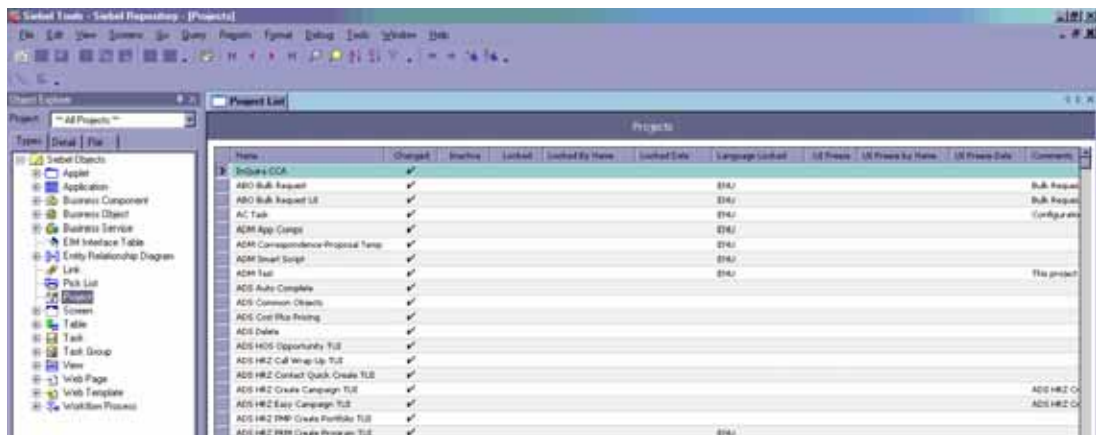 Siebel Tools - Siebel Repository - [Projects]
File Edit View Screens Go Query Reports Format Debug Tools Window Help
Object Explorer
Project: ** All Projects **
Types Detail Flat
Siebel Objects
Applet
Application
Business Component
Business Object
Business Service
EIM Interface Table
Entity Relationship Diagram
Link
Pick List
Project
Screen
Table
Task
Task Group
View
Web Page
Web Template
Workflow Process
Project List
Projects
Name Changed Inactive Locked Locked By Name Locked Date Language Locked UI Freeze UI Freeze by Name UI Freeze Date Comments
InQuira CCA
ABO Bulk Request ENU Bulk Reques
ABO Bulk Request UI ENU Bulk Reques
AC Task ENU Configuratio
ADM App Comps ENU
ADM Correspondence-Proposal Temp ENU
ADM Smart Script ENU
ADM Task ENU This project
ADS Auto Complete
ADS Common Objects
ADS Cost Plus Pricing
ADS Delete
ADS HOS Opportunity TUI
ADS HRZ Call Wrap Up TUI
ADS HRZ Contact Quick Create TUI
ADS HRZ Create Campaign TUI ADS HRZ Cr
ADS HRZ Easy Campaign TUI
ADS HRZ PMP Create Portfolio TUI
ADS HRZ PRM Create Program TUI ENU